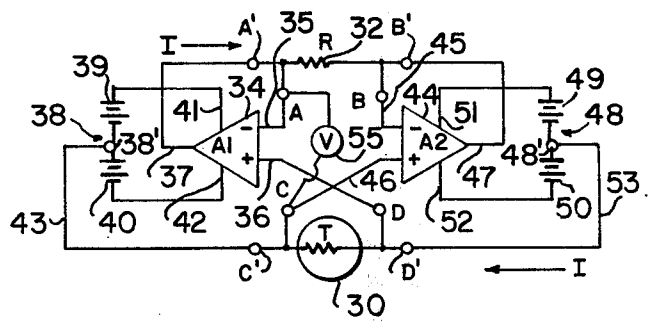 I A' 35 R 32 B' 45
39 34 49
41 A B 44 51
38 38' A1 - + V 55 - + A2 48' 48
37 36 C 46 D 47
43 40 42 52 50 53
C' T D' I
30